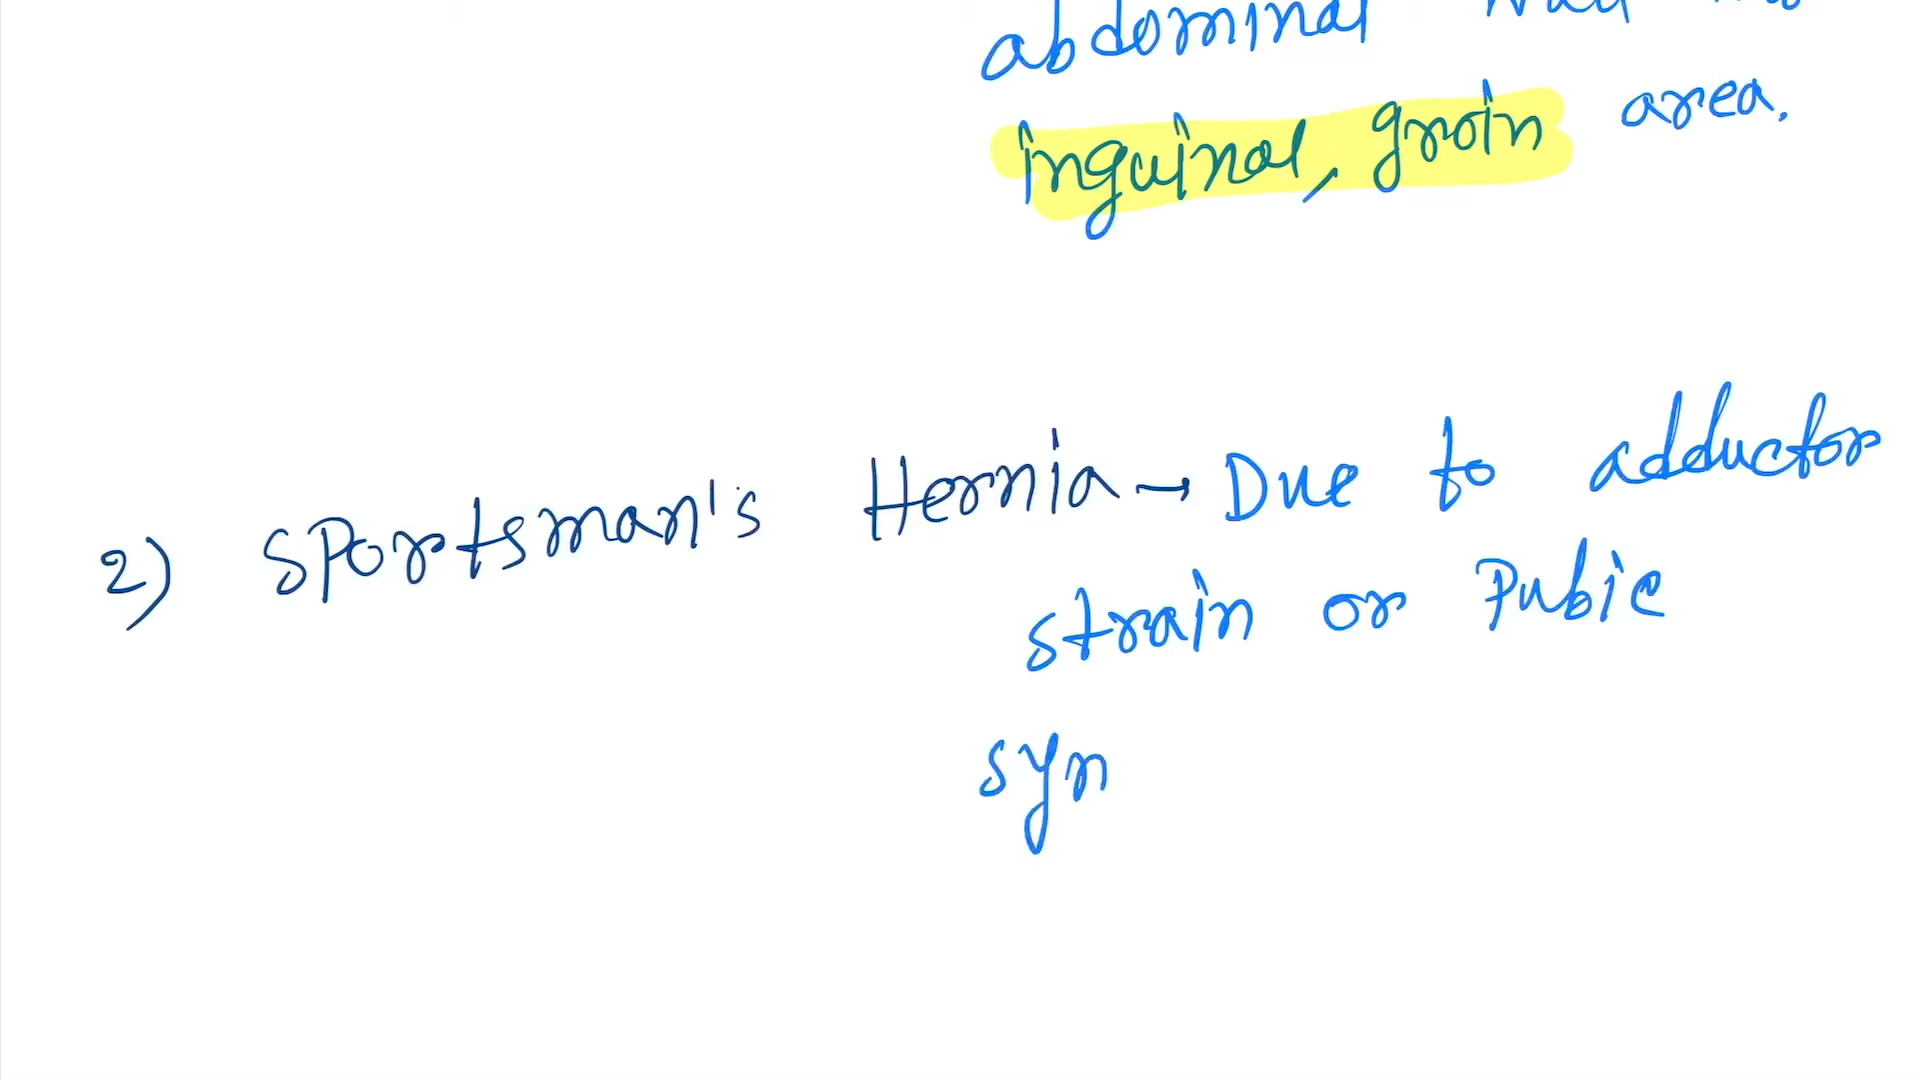 abdominal
inguinal, groin area.
2) Sportsman's Hernia → Due to adductor
strain or Pubic
syn